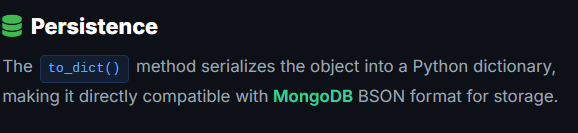 Persistence
The to_dict() method serializes the object into a Python dictionary,
making it directly compatible with MongoDB BSON format for storage.